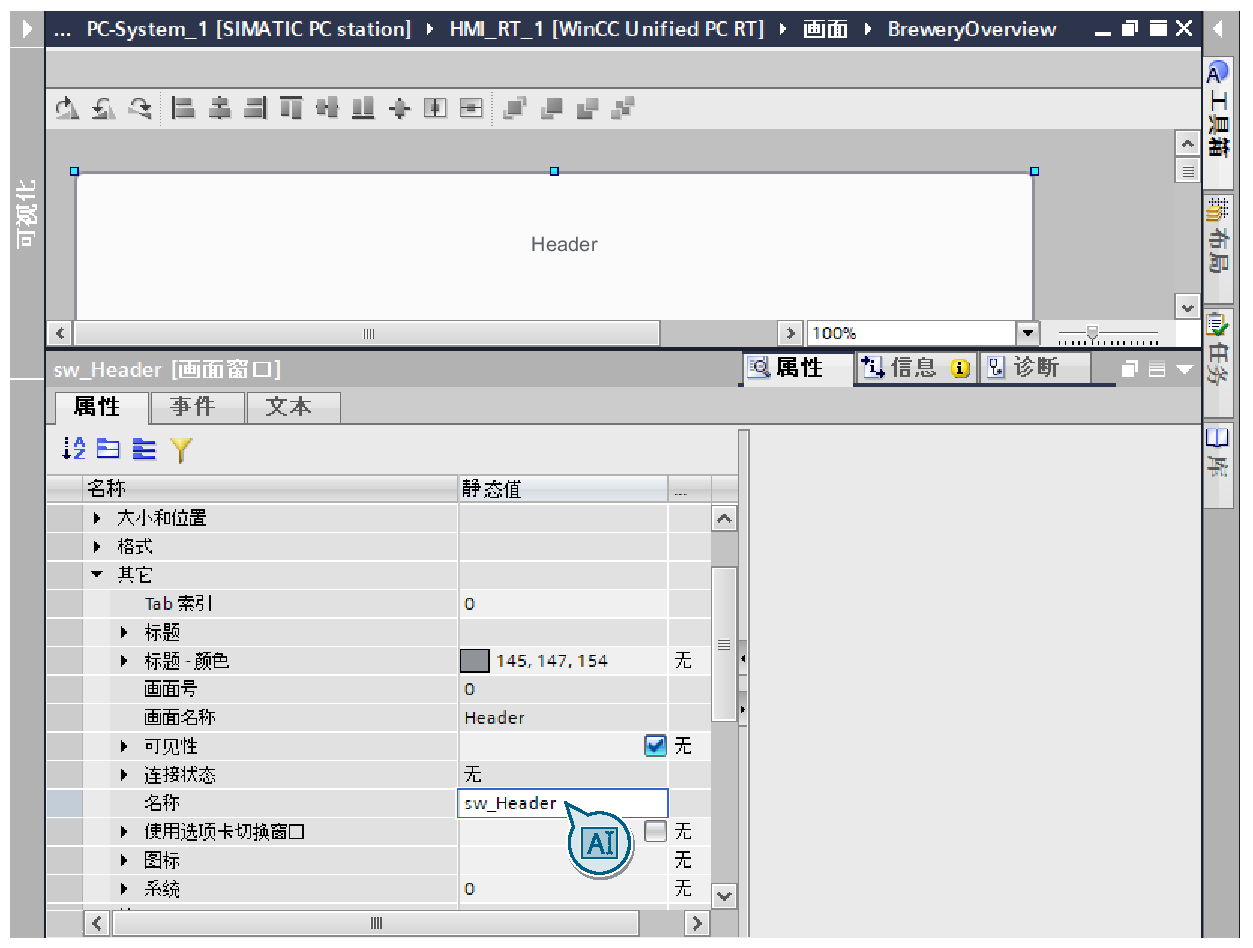 ... PC-System_1 [SIMATIC PC station] HMI_RT_1 [WinCC Unified PC RT] 画面 BreweryOverview
工具箱
可视化
Header
布局
100%
任务
sw_Header [画面窗口]
属性 信息 诊断
属性 事件 文本
库
名称 静态值 ...
大小和位置
格式
其它
Tab 索引 0
标题
标题 - 颜色 145, 147, 154 无
画面号 0
画面名称 Header
可见性 无
连接状态 无
名称 sw_Header
使用选项卡切换窗口 无
AI
图标 无
系统 0 无